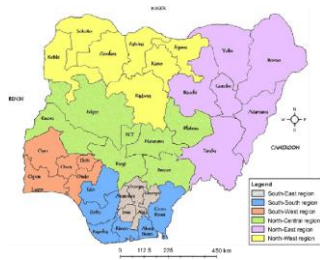 NIGER
Sokoto
Katsina
Jigawa
Yobe
Borno
Zamfara
Kano
Kebbi
Kaduna
Bauchi
Gombe
Adamawa
BENIN
Niger
Kwara
FCT
Plateau
Nasarawa
Taraba
CAMEROON
Oyo
Kogi
Benue
Ekiti
Osun
Ogun
Ondo
Lagos
Edo
Enugu
Anambra
Ebonyi
Delta
Imo
Abia
Cross River
Bayelsa
Rivers
Akwa Ibom
Legend
South-East region
South-South region
South-West region
North-Central region
North-East region
North-West region
0 112.5 225 450 km